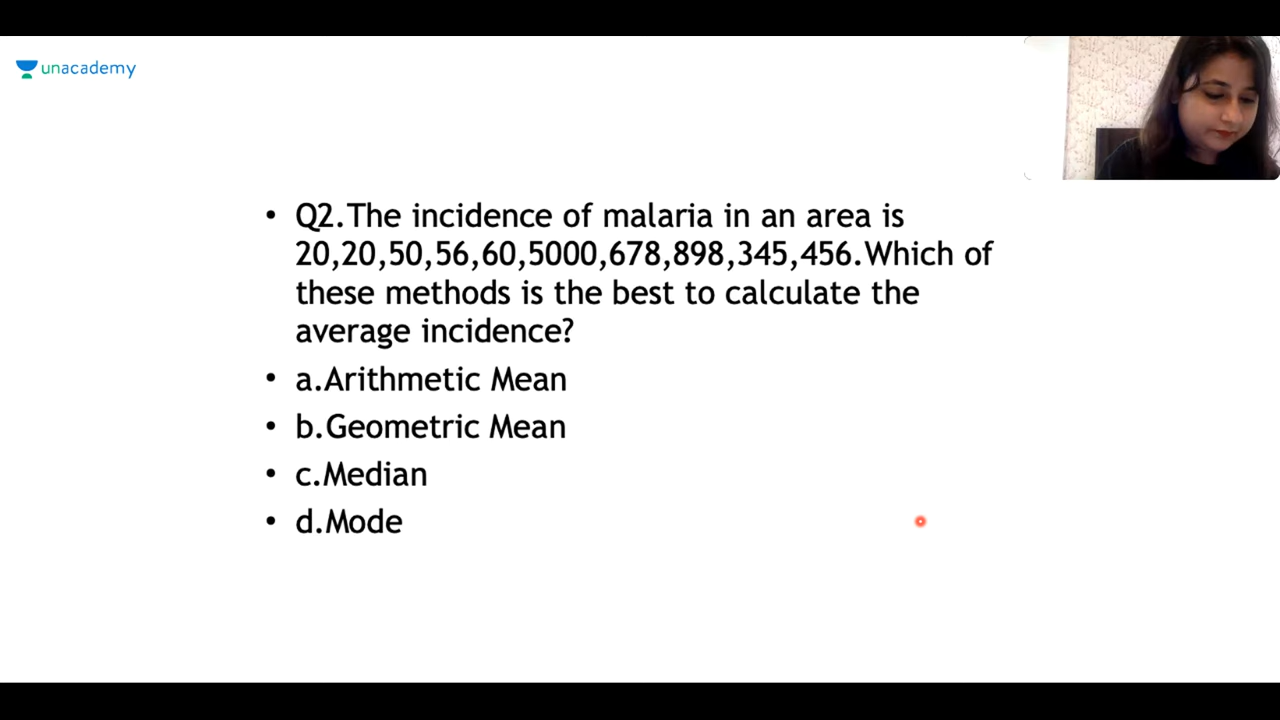 unacademy
• Q2.The incidence of malaria in an area is
20,20,50,56,60,5000,678,898,345,456.Which of
these methods is the best to calculate the
average incidence?
• a.Arithmetic Mean
• b.Geometric Mean
• c.Median
• d.Mode